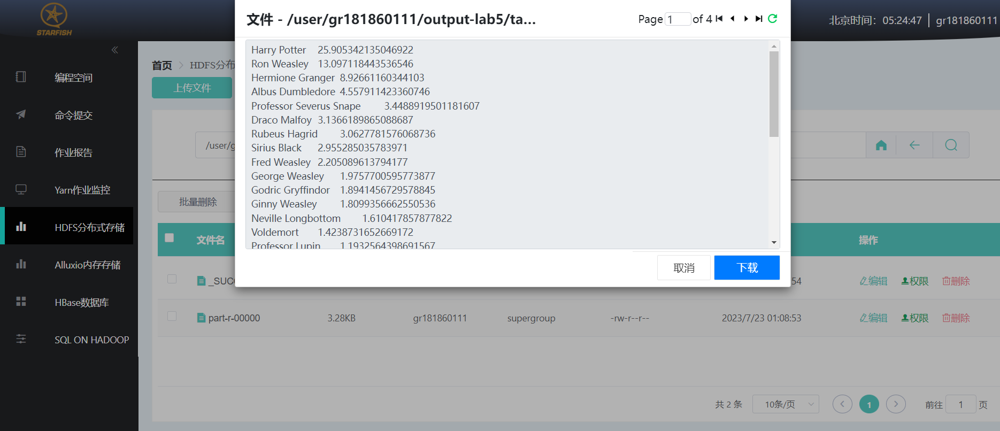 STARFISH
文件 - /user/gr181860111/output-lab5/ta...
Page 1 of 4
北京时间：05:24:47
gr181860111
编程空间
命令提交
作业报告
Yarn作业监控
HDFS分布式存储
Alluxio内存存储
HBase数据库
SQL ON HADOOP
首页 > HDFS分布
上传文件
/user/g
批量删除
Harry Potter 25.905342135046922
Ron Weasley 13.097118443536546
Hermione Granger 8.92661160344103
Albus Dumbledore 4.557911423360746
Professor Severus Snape 3.4488919501181607
Draco Malfoy 3.1366189865088687
Rubeus Hagrid 3.0627781576068736
Sirius Black 2.955285035783971
Fred Weasley 2.205089613794177
George Weasley 1.9757700595773877
Godric Gryffindor 1.8941456729578845
Ginny Weasley 1.8099356662550536
Neville Longbottom 1.610417857877822
Voldemort 1.4238731652669172
Professor Lupin 1.1932564398691567
取消
下载
文件名
操作
_SUCC
54
编辑 权限 删除
part-r-00000 3.28KB gr181860111 supergroup -rw-r--r-- 2023/7/23 01:08:53 编辑 权限 删除
共 2 条 10条/页 1 前往 1 页